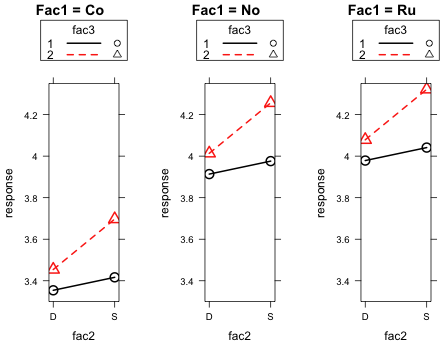 Fac1 = Co
fac3
1
2
response
4.2
4
3.8
3.6
3.4
D S
fac2
Fac1 = No
fac3
1
2
response
4.2
4
3.8
3.6
3.4
D S
fac2
Fac1 = Ru
fac3
1
2
response
4.2
4
3.8
3.6
3.4
D S
fac2